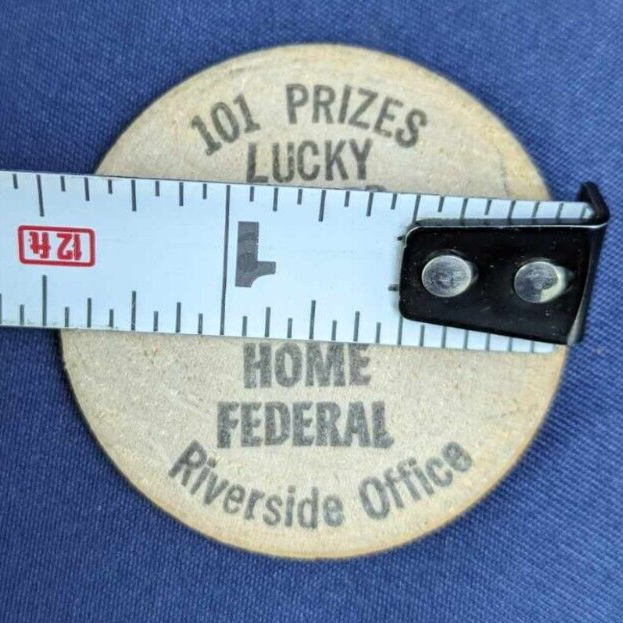 101 PRIZES
LUCKY
12 ft
1
HOME
FEDERAL
Riverside Office